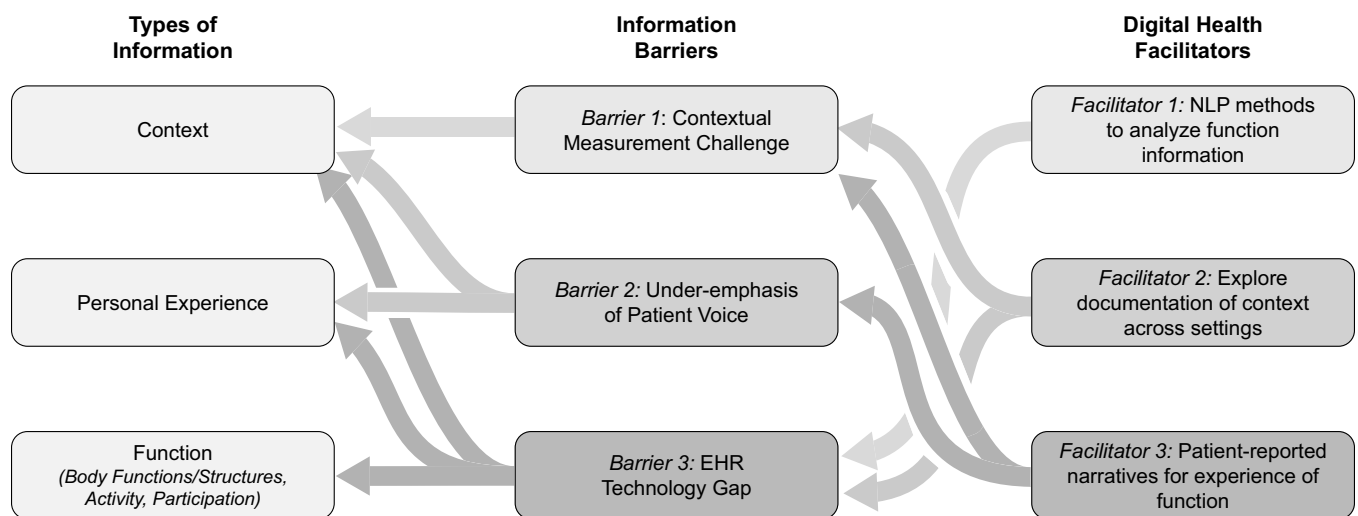 Types of
Information
Information
Barriers
Digital Health
Facilitators
Context
Barrier 1: Contextual
Measurement Challenge
Facilitator 1: NLP methods
to analyze function
information
Personal Experience
Barrier 2: Under-emphasis
of Patient Voice
Facilitator 2: Explore
documentation of context
across settings
Function
(Body Functions/Structures,
Activity, Participation)
Barrier 3: EHR
Technology Gap
Facilitator 3: Patient-reported
narratives for experience of
function